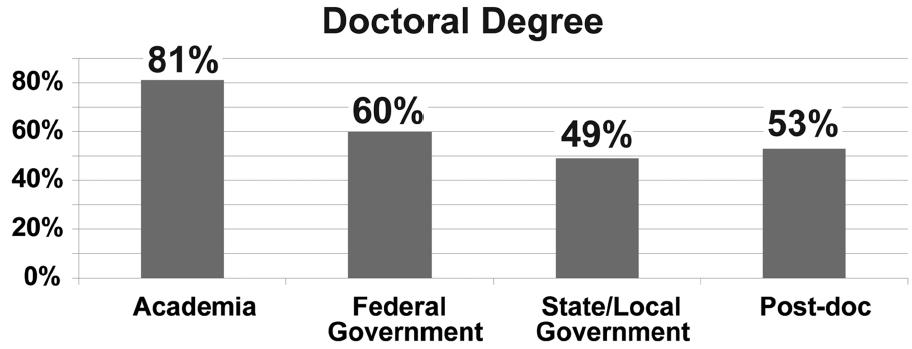 Doctoral Degree
81%
60%
49%
53%
80%
60%
40%
20%
0%
Academia
Federal
Government
State/Local
Government
Post-doc